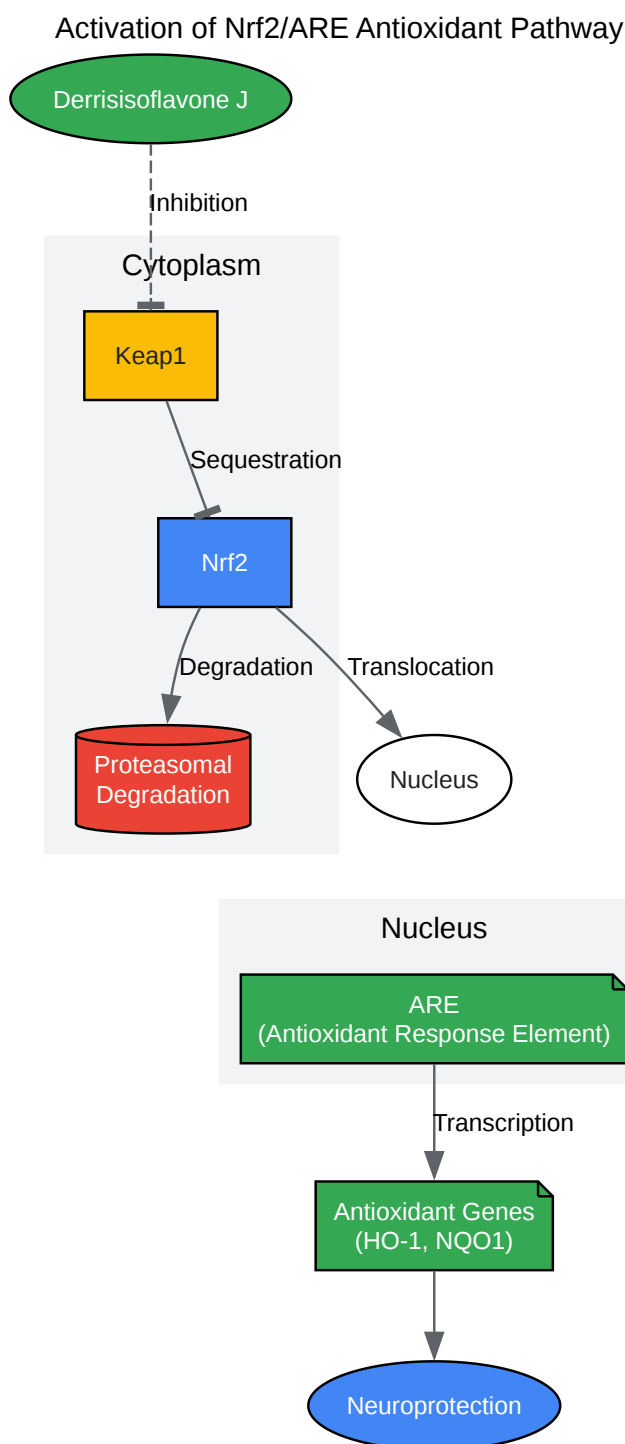 Activation of Nrf2/ARE Antioxidant Pathway
Derrisisoflavone J
Inhibition
Cytoplasm
Keap1
Sequestration
Nrf2
Degradation
Translocation
Proteasomal
Degradation
Nucleus
Nucleus
ARE
(Antioxidant Response Element)
Transcription
Antioxidant Genes
(HO-1, NQO1)
Neuroprotection